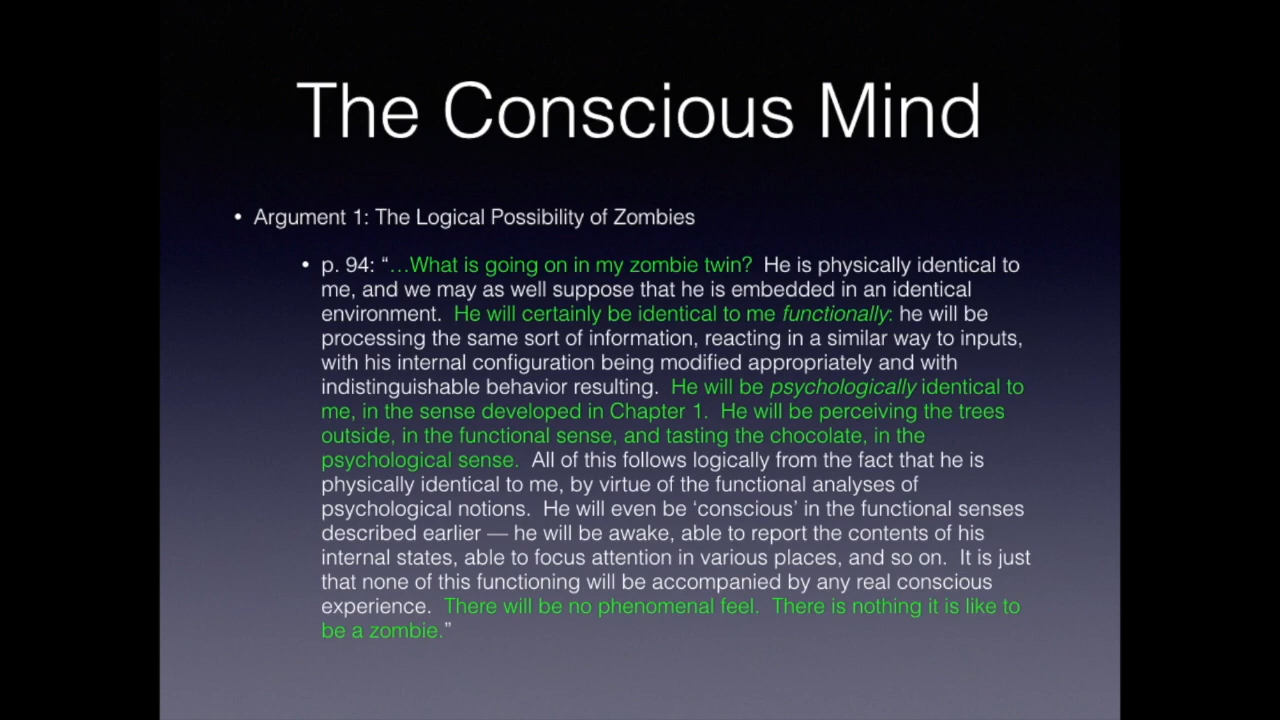 The Conscious Mind
• Argument 1: The Logical Possibility of Zombies
• p. 94: “…What is going on in my zombie twin?  He is physically identical to
me, and we may as well suppose that he is embedded in an identical
environment.  He will certainly be identical to me functionally: he will be
processing the same sort of information, reacting in a similar way to inputs,
with his internal configuration being modified appropriately and with
indistinguishable behavior resulting.  He will be psychologically identical to
me, in the sense developed in Chapter 1.  He will be perceiving the trees
outside, in the functional sense, and tasting the chocolate, in the
psychological sense.  All of this follows logically from the fact that he is
physically identical to me, by virtue of the functional analyses of
psychological notions.  He will even be ‘conscious’ in the functional senses
described earlier — he will be awake, able to report the contents of his
internal states, able to focus attention in various places, and so on.  It is just
that none of this functioning will be accompanied by any real conscious
experience.  There will be no phenomenal feel.  There is nothing it is like to
be a zombie.”